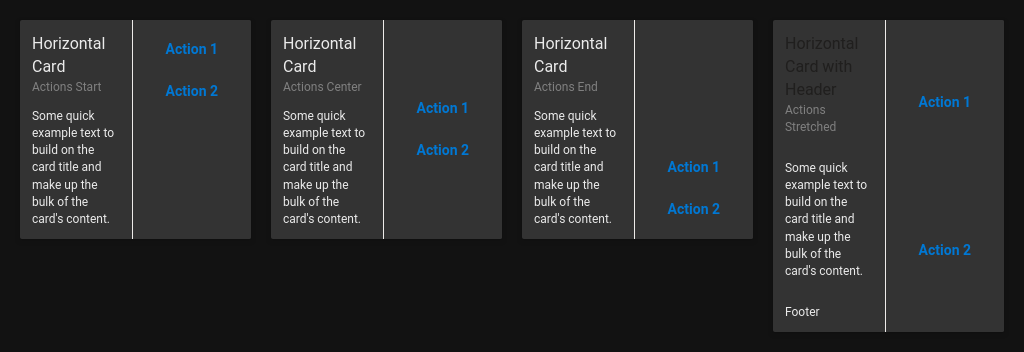 Horizontal
Card
Actions Start
Some quick
example text to
build on the
card title and
make up the
bulk of the
card's content.
Action 1
Action 2
Horizontal
Card
Actions Center
Some quick
example text to
build on the
card title and
make up the
bulk of the
card's content.
Action 1
Action 2
Horizontal
Card
Actions End
Some quick
example text to
build on the
card title and
make up the
bulk of the
card's content.
Action 1
Action 2
Horizontal
Card with
Header
Actions
Stretched
Some quick
example text to
build on the
card title and
make up the
bulk of the
card's content.
Footer
Action 1
Action 2